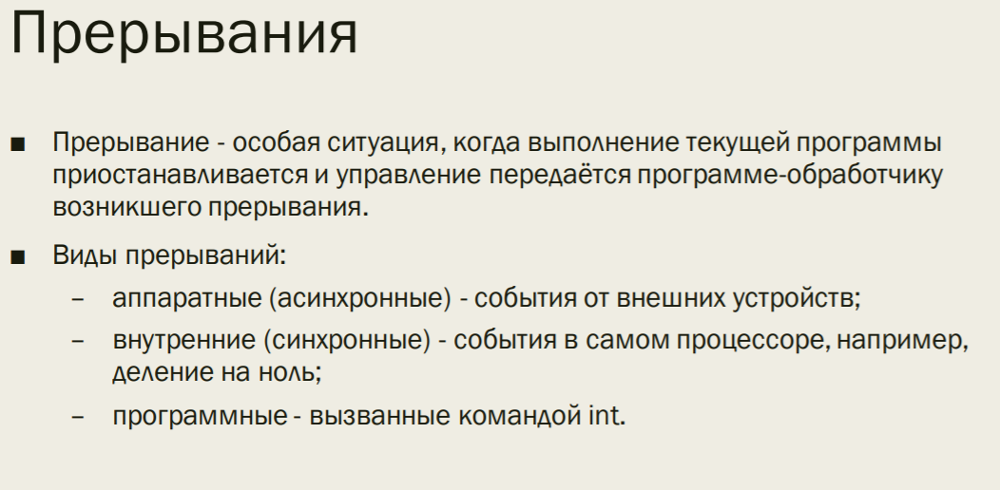 Прерывания
■ Прерывание - особая ситуация, когда выполнение текущей программы
приостанавливается и управление передаётся программе-обработчику
возникшего прерывания.
■ Виды прерываний:
– аппаратные (асинхронные) - события от внешних устройств;
– внутренние (синхронные) - события в самом процессоре, например,
деление на ноль;
– программные - вызванные командой int.